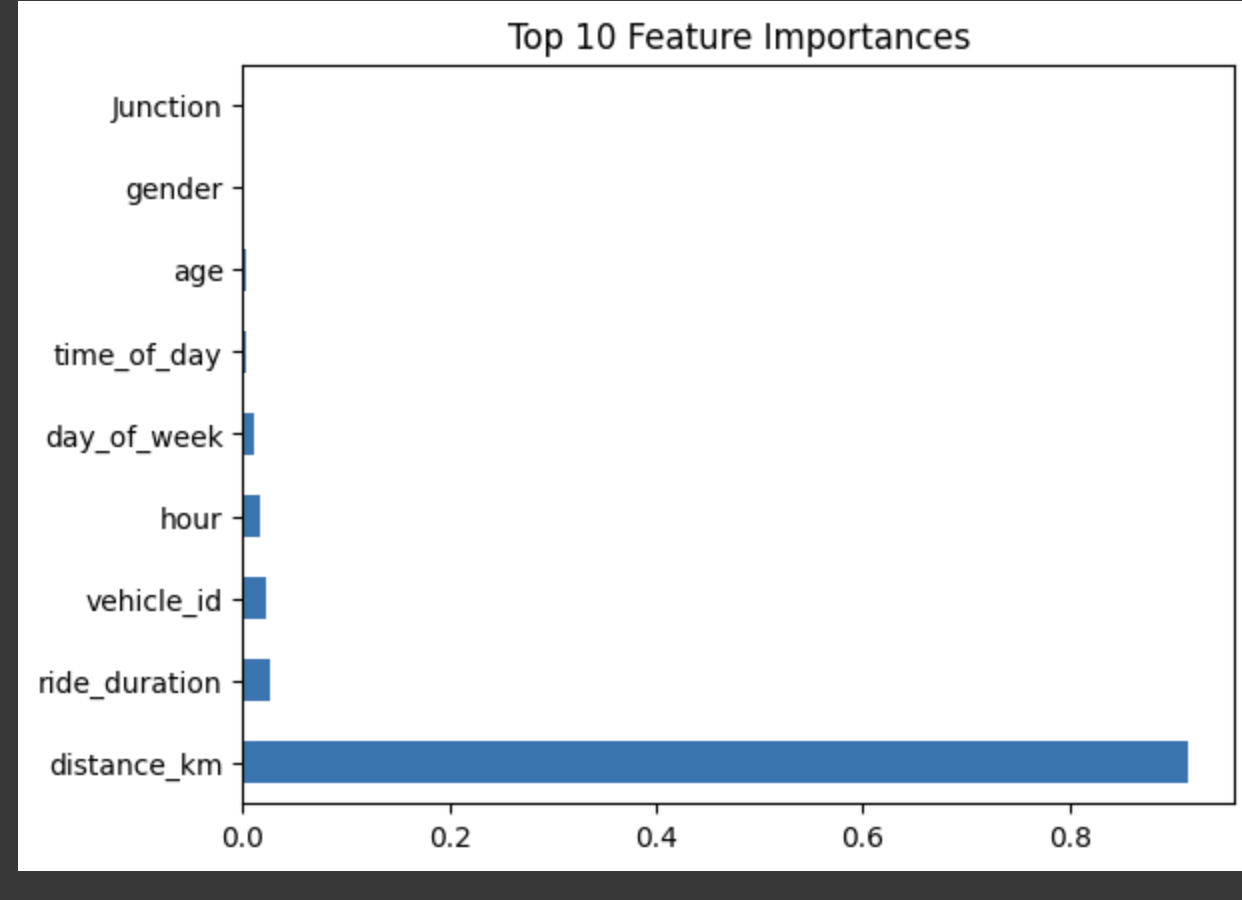 Top 10 Feature Importances
Junction
gender
age
time_of_day
day_of_week
hour
vehicle_id
ride_duration
distance_km
0.0 0.2 0.4 0.6 0.8